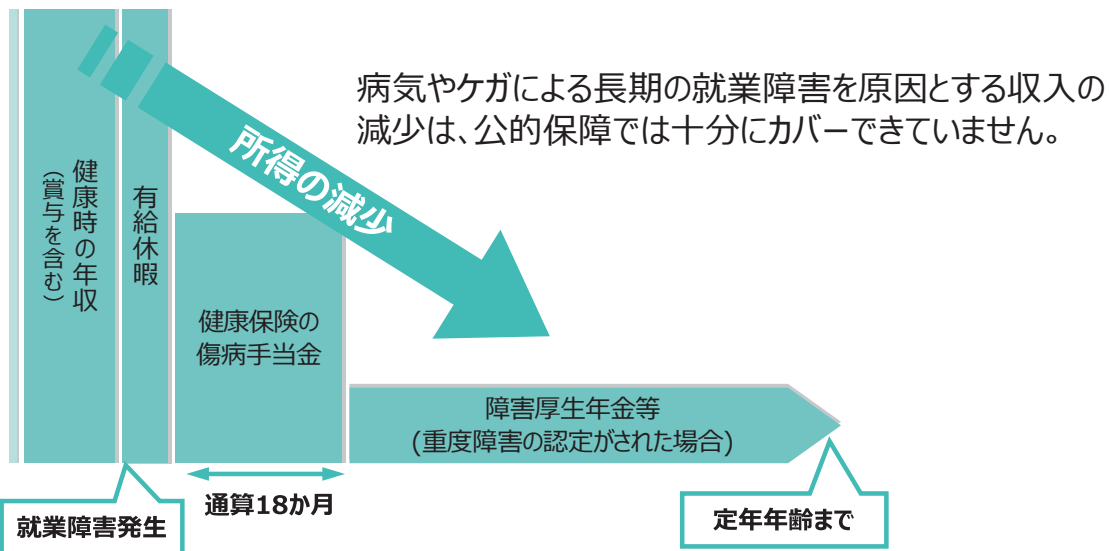 病気やケガによる長期の就業障害を原因とする収入の
減少は、公的保障では十分にカバーできていません。
所得の減少
健康時の年収
(賞与を含む)
有給休暇
健康保険の
傷病手当金
障害厚生年金等
(重度障害の認定がされた場合)
通算18か月
就業障害発生
定年年齢まで